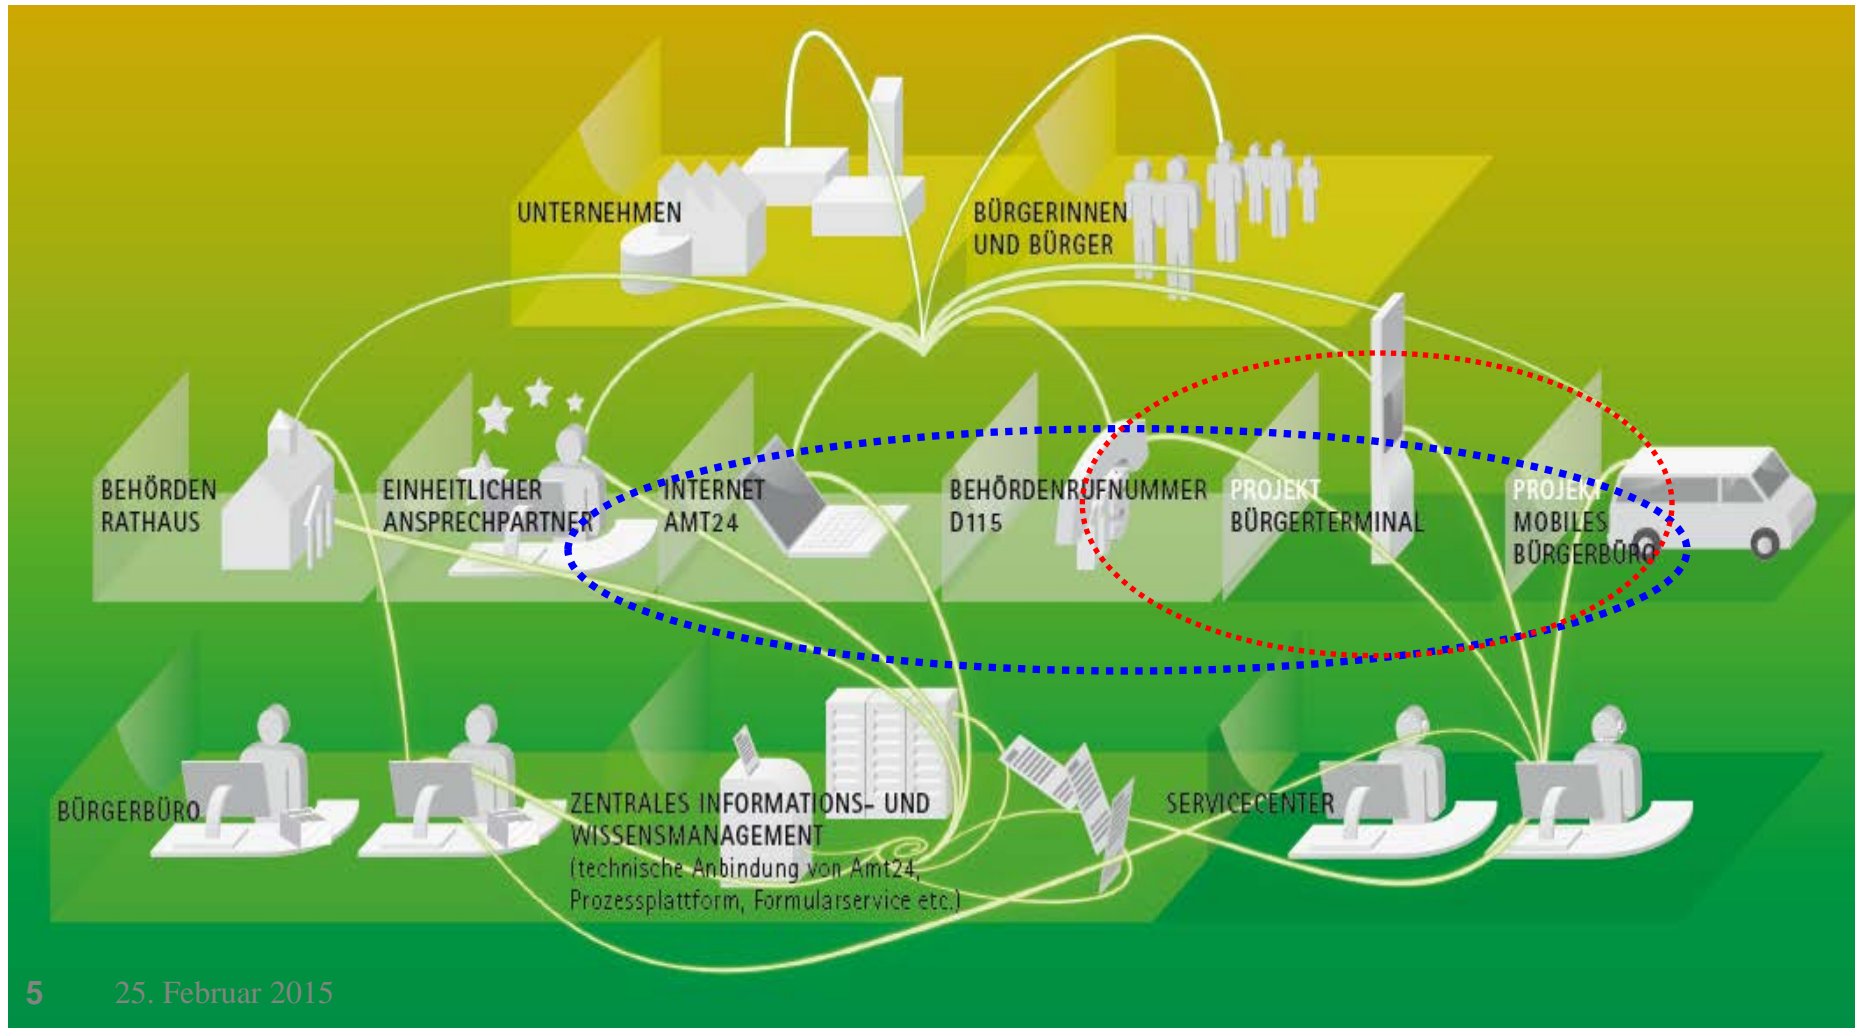 UNTERNEHMEN
BÜRGERINNEN
UND BÜRGER
BEHÖRDEN
RATHAUS
EINHEITLICHER
ANSPRECHPARTNER
INTERNET
AMT24
BEHÖRDENRUFNUMMER
D115
PROJEKT
BÜRGERTERMINAL
PROJEKT
MOBILES
BÜRGERBÜRO
BÜRGERBÜRO
ZENTRALES INFORMATIONS- UND
WISSENSMANAGEMENT
(technische Anbindung von Amt24,
Prozessplattform, Formularservice etc.)
SERVICECENTER
5 25. Februar 2015